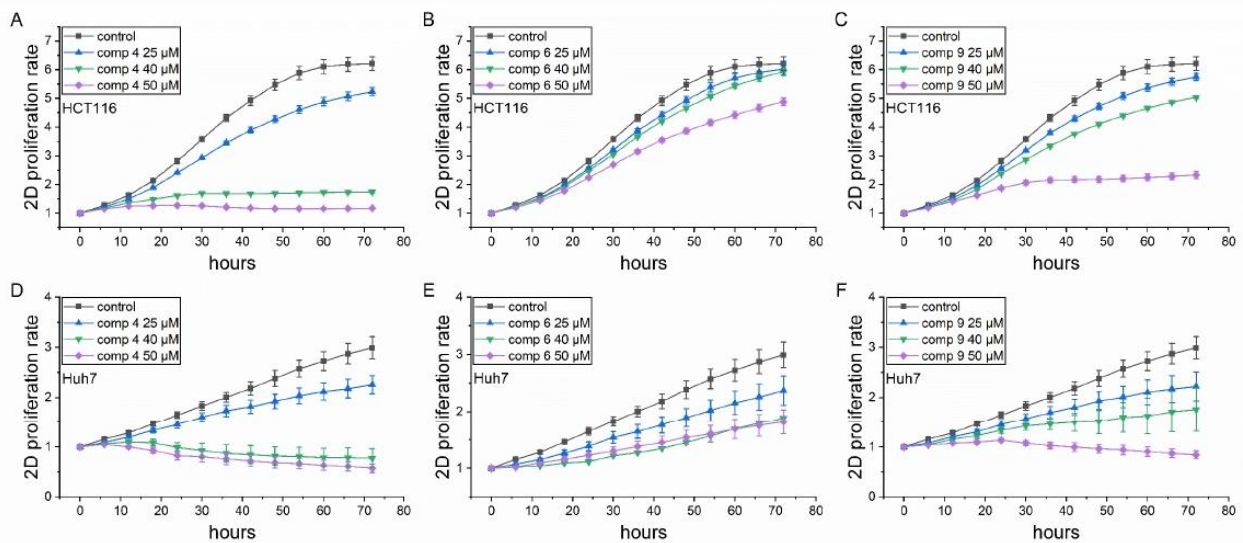 A
control
comp 4 25 µM
comp 4 40 µM
comp 4 50 µM
HCT116
2D proliferation rate
7
6
5
4
3
2
1
0 10 20 30 40 50 60 70 80
hours
B
control
comp 6 25 µM
comp 6 40 µM
comp 6 50 µM
HCT116
2D proliferation rate
7
6
5
4
3
2
1
0 10 20 30 40 50 60 70 80
hours
C
control
comp 9 25 µM
comp 9 40 µM
comp 9 50 µM
HCT116
2D proliferation rate
7
6
5
4
3
2
1
0 10 20 30 40 50 60 70 80
hours
D
control
comp 4 25 µM
comp 4 40 µM
comp 4 50 µM
Huh7
2D proliferation rate
4
3
2
1
0
0 10 20 30 40 50 60 70 80
hours
E
control
comp 6 25 µM
comp 6 40 µM
comp 6 50 µM
Huh7
2D proliferation rate
4
3
2
1
0 10 20 30 40 50 60 70 80
hours
F
control
comp 9 25 µM
comp 9 40 µM
comp 9 50 µM
Huh7
2D proliferation rate
4
3
2
1
0
0 10 20 30 40 50 60 70 80
hours